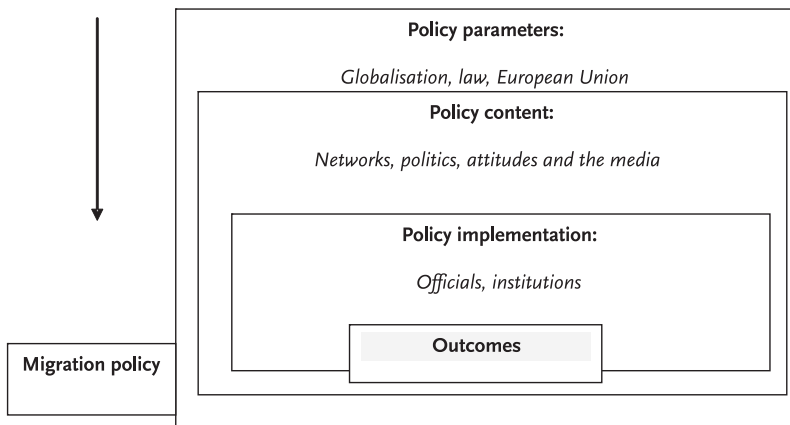 Policy parameters:
Globalisation, law, European Union
Policy content:
Networks, politics, attitudes and the media
Policy implementation:
Officials, institutions
Outcomes
Migration policy